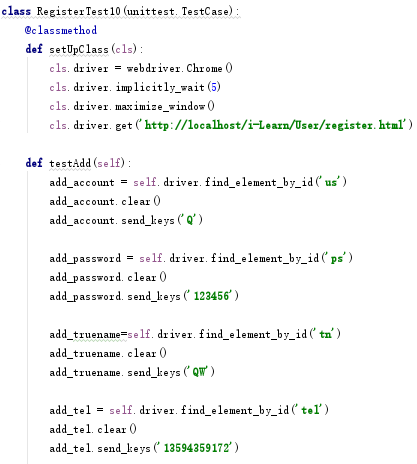 class RegisterTest10(unittest.TestCase):
    @classmethod
    def setUpClass(cls):
        cls.driver = webdriver.Chrome()
        cls.driver.implicitly_wait(5)
        cls.driver.maximize_window()
        cls.driver.get('http://localhost/i-Learn/User/register.html')
    def testAdd(self):
        add_account = self.driver.find_element_by_id('us')
        add_account.clear()
        add_account.send_keys('Q')
        add_password = self.driver.find_element_by_id('ps')
        add_password.clear()
        add_password.send_keys('123456')
        add_truename=self.driver.find_element_by_id('tn')
        add_truename.clear()
        add_truename.send_keys('QW')
        add_tel = self.driver.find_element_by_id('tel')
        add_tel.clear()
        add_tel.send_keys('13594359172')